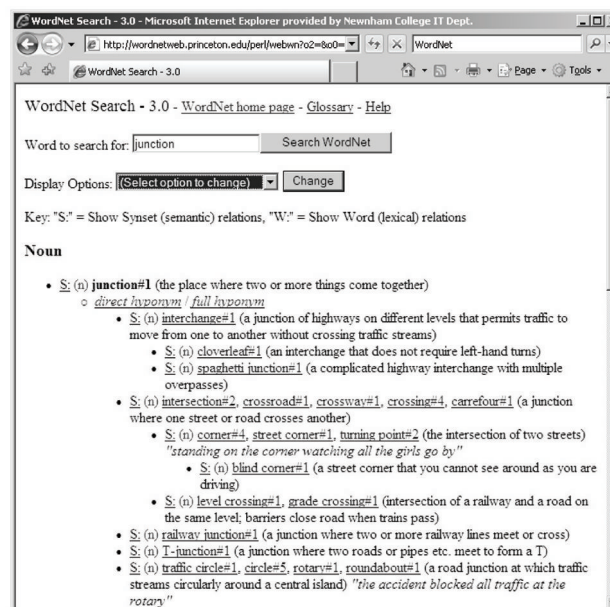 WordNet Search - 3.0 - Microsoft Internet Explorer provided by Newnham College IT Dept.
http://wordnetweb.princeton.edu/perl/webwn?o2=&o0= WordNet
WordNet Search - 3.0 Page Tools
WordNet Search - 3.0 - WordNet home page - Glossary - Help
Word to search for: junction Search WordNet
Display Options: (Select option to change) Change
Key: "S:" = Show Synset (semantic) relations, "W:" = Show Word (lexical) relations
Noun
• S: (n) junction#1 (the place where two or more things come together)
○ direct hyponym / full hyponym
• S: (n) interchange#1 (a junction of highways on different levels that permits traffic to
move from one to another without crossing traffic streams)
• S: (n) cloverleaf#1 (an interchange that does not require left-hand turns)
• S: (n) spaghetti junction#1 (a complicated highway interchange with multiple
overpasses)
• S: (n) intersection#2, crossroad#1, crossway#1, crossing#4, carrefour#1 (a junction
where one street or road crosses another)
• S: (n) corner#4, street corner#1, turning point#2 (the intersection of two streets)
"standing on the corner watching all the girls go by"
• S: (n) blind corner#1 (a street corner that you cannot see around as you are
driving)
• S: (n) level crossing#1, grade crossing#1 (intersection of a railway and a road on
the same level; barriers close road when trains pass)
• S: (n) railway junction#1 (a junction where two or more railway lines meet or cross)
• S: (n) T-junction#1 (a junction where two roads or pipes etc. meet to form a T)
• S: (n) traffic circle#1, circle#5, rotary#1, roundabout#1 (a road junction at which traffic
streams circularly around a central island) "the accident blocked all traffic at the
rotary"